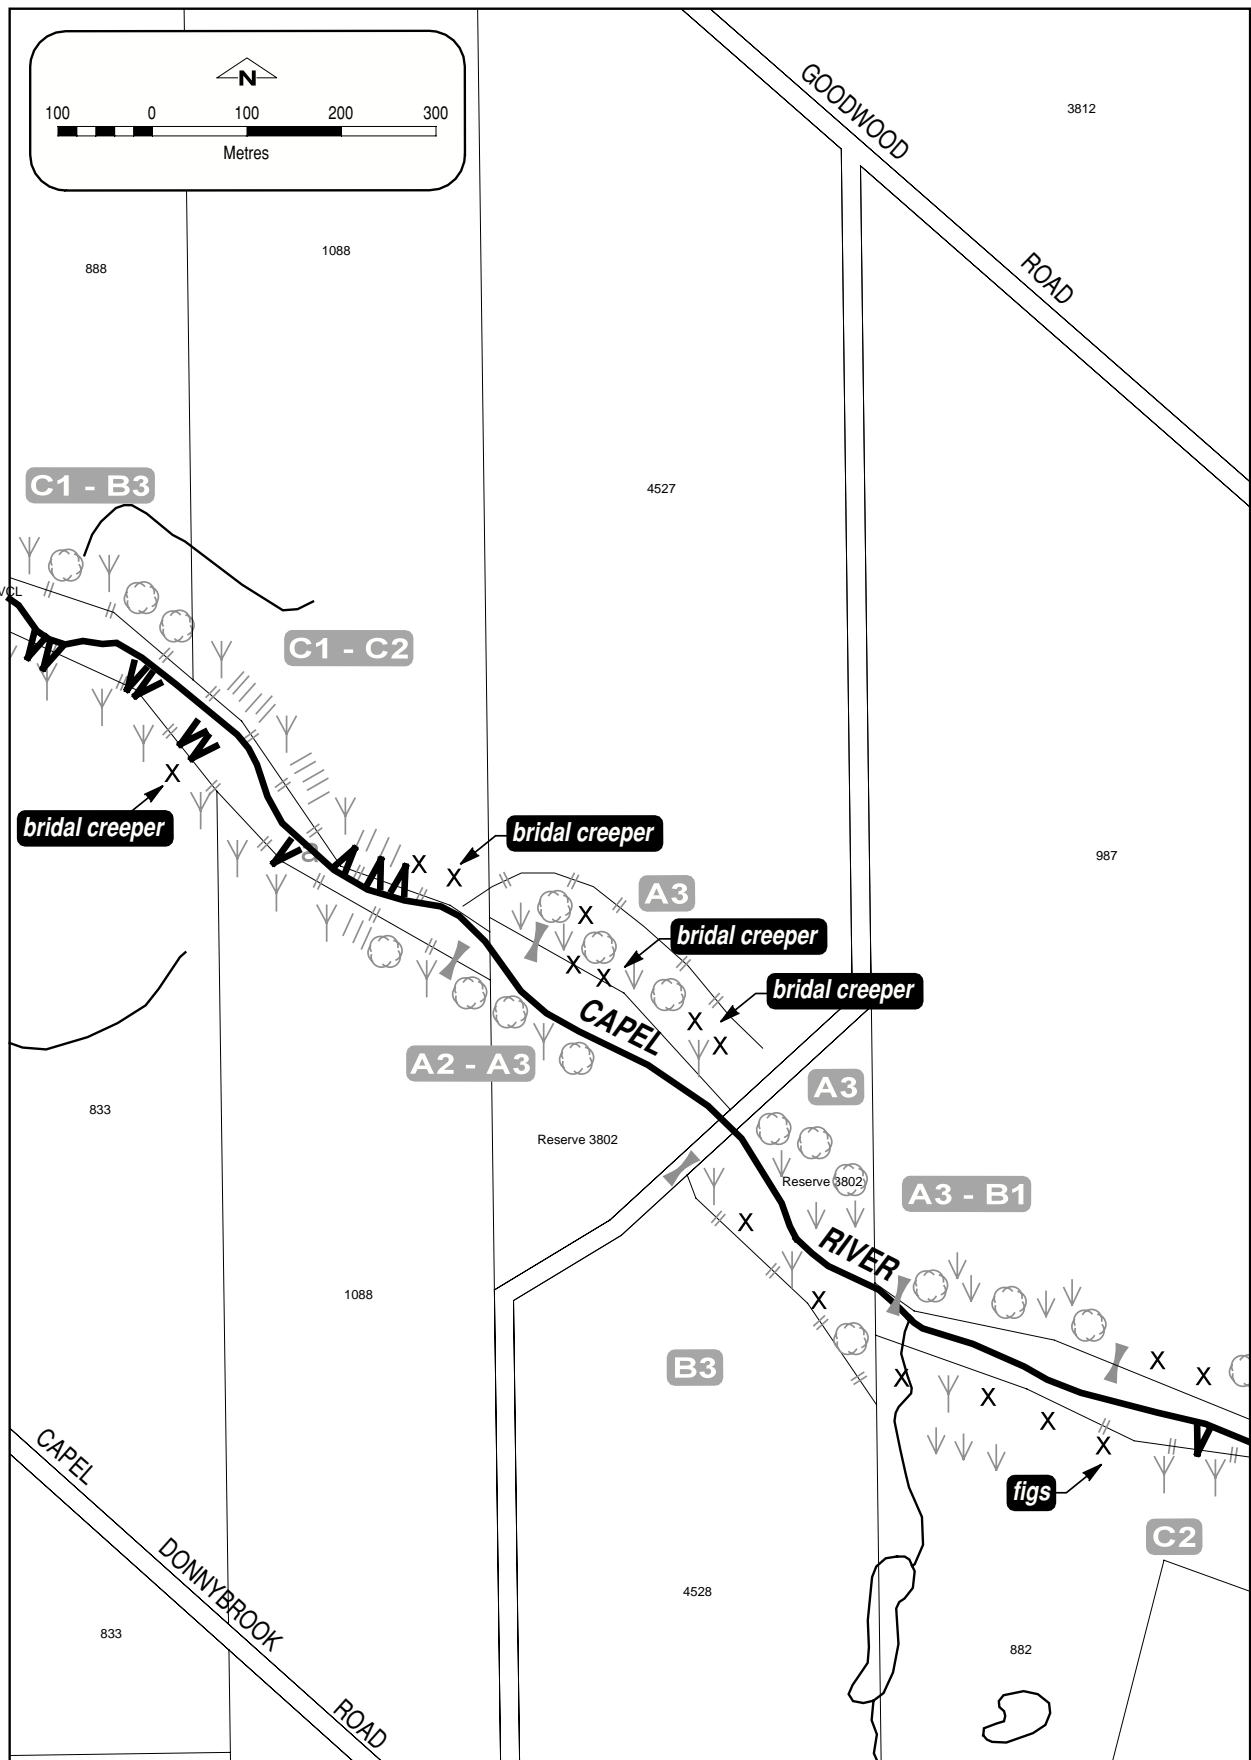 N
100 0 100 200 300
Metres
GOODWOOD
ROAD
3812
888
1088
4527
C1 - B3
VCL
C1 - C2
bridal creeper
X
a
X
X
bridal creeper
987
A3
X
bridal creeper
X
X
bridal creeper
X
X
CAPEL
A2 - A3
A3
833
Reserve 3802
Reserve 3802
A3 - B1
X
RIVER
1088
X
B3
X
X
X
X
X
X
figs
C2
CAPEL
DONNYBROOK
ROAD
4528
833
882